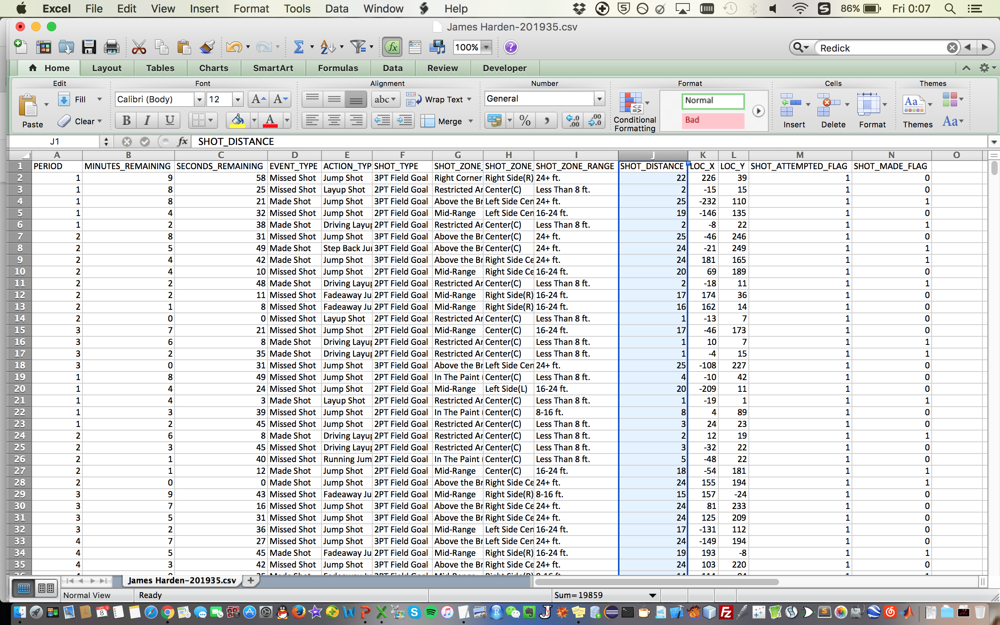 Excel File Edit View Insert Format Tools Data Window Help 86% Fri 0:07
James Harden-201935.csv
100% Redick
Home Layout Tables Charts SmartArt Formulas Data Review Developer
Edit Font Alignment Number Format Cells Themes
Fill Calibri (Body) 12 abc Wrap Text General Normal
Paste Clear B I U Merge % Conditional Formatting Bad Insert Delete Format Themes Aa
J1 fx SHOT_DISTANCE
A B C D E F G H I J K L M N O
1 PERIOD MINUTES_REMAINING SECONDS_REMAINING EVENT_TYPE ACTION_TYP SHOT_TYPE SHOT_ZONE_ SHOT_ZONE_ SHOT_ZONE_RANGE SHOT_DISTANCE LOC_X LOC_Y SHOT_ATTEMPTED_FLAG SHOT_MADE_FLAG
2 1 9 58 Missed Shot Jump Shot 3PT Field Goal Right Corner Right Side(R) 24+ ft. 22 226 39 1 0
3 1 8 25 Missed Shot Layup Shot 2PT Field Goal Restricted Ar Center(C) Less Than 8 ft. 2 -15 15 1 0
4 1 8 21 Made Shot Jump Shot 3PT Field Goal Above the Br Left Side Cen 24+ ft. 25 -232 110 1 1
5 1 4 32 Missed Shot Jump Shot 2PT Field Goal Mid-Range Left Side Cen 16-24 ft. 19 -146 135 1 0
6 1 2 38 Made Shot Driving Layup 2PT Field Goal Restricted Ar Center(C) Less Than 8 ft. 2 -8 22 1 1
7 2 8 31 Missed Shot Jump Shot 3PT Field Goal Above the Br Center(C) 24+ ft. 25 -46 246 1 0
8 2 5 49 Made Shot Step Back Jur 3PT Field Goal Above the Br Center(C) 24+ ft. 24 -21 249 1 1
9 2 4 42 Made Shot Jump Shot 3PT Field Goal Above the Br Right Side Ce 24+ ft. 24 181 165 1 1
10 2 4 10 Missed Shot Jump Shot 2PT Field Goal Mid-Range Right Side Ce 16-24 ft. 20 69 189 1 0
11 2 2 48 Made Shot Driving Layup 2PT Field Goal Restricted Ar Center(C) Less Than 8 ft. 2 -18 11 1 1
12 2 2 11 Missed Shot Fadeaway Ju 2PT Field Goal Mid-Range Right Side(R) 16-24 ft. 17 174 36 1 0
13 2 1 8 Missed Shot Fadeaway Ju 2PT Field Goal Mid-Range Right Side(R) 16-24 ft. 16 162 14 1 0
14 2 0 0 Missed Shot Layup Shot 2PT Field Goal Restricted Ar Center(C) Less Than 8 ft. 1 -13 7 1 0
15 3 7 21 Missed Shot Jump Shot 2PT Field Goal Mid-Range Center(C) 16-24 ft. 17 -46 173 1 0
16 3 6 8 Made Shot Driving Layup 2PT Field Goal Restricted Ar Center(C) Less Than 8 ft. 1 10 7 1 1
17 3 2 35 Made Shot Driving Layup 2PT Field Goal Restricted Ar Center(C) Less Than 8 ft. 1 -4 15 1 1
18 3 0 31 Missed Shot Jump Shot 3PT Field Goal Above the Br Left Side Cen 24+ ft. 25 -108 227 1 0
19 1 8 49 Missed Shot Jump Shot 2PT Field Goal In The Paint ( Center(C) Less Than 8 ft. 4 -10 42 1 0
20 1 4 24 Missed Shot Jump Shot 2PT Field Goal Mid-Range Left Side(L) 16-24 ft. 20 -209 11 1 0
21 1 4 3 Made Shot Layup Shot 2PT Field Goal Restricted Ar Center(C) Less Than 8 ft. 1 -19 1 1 1
22 1 3 39 Missed Shot Jump Shot 2PT Field Goal In The Paint ( Center(C) 8-16 ft. 8 4 89 1 0
23 1 2 45 Missed Shot Jump Shot 2PT Field Goal Restricted Ar Center(C) Less Than 8 ft. 3 24 23 1 0
24 2 6 8 Made Shot Driving Layup 2PT Field Goal Restricted Ar Center(C) Less Than 8 ft. 2 12 19 1 1
25 2 3 45 Missed Shot Driving Layup 2PT Field Goal Restricted Ar Center(C) Less Than 8 ft. 3 -32 22 1 0
26 2 1 40 Missed Shot Running Jum 2PT Field Goal In The Paint ( Center(C) Less Than 8 ft. 5 -48 22 1 0
27 2 1 12 Made Shot Jump Shot 2PT Field Goal Mid-Range Center(C) 16-24 ft. 18 -54 181 1 1
28 2 0 0 Made Shot Jump Shot 3PT Field Goal Above the Br Right Side Ce 24+ ft. 24 155 194 1 1
29 3 9 43 Missed Shot Fadeaway Ju 2PT Field Goal Mid-Range Right Side(R) 8-16 ft. 15 157 -24 1 0
30 3 7 16 Missed Shot Jump Shot 3PT Field Goal Above the Br Right Side Ce 24+ ft. 24 81 233 1 0
31 3 5 31 Missed Shot Jump Shot 3PT Field Goal Above the Br Right Side Ce 24+ ft. 24 125 209 1 0
32 3 2 36 Missed Shot Jump Shot 2PT Field Goal Mid-Range Left Side Cen 16-24 ft. 17 -131 112 1 0
33 4 7 27 Missed Shot Jump Shot 3PT Field Goal Above the Br Left Side Cen 24+ ft. 24 -149 194 1 0
34 4 5 45 Made Shot Fadeaway Ju 2PT Field Goal Mid-Range Right Side(R) 16-24 ft. 19 193 -8 1 1
35 4 3 42 Missed Shot Jump Shot 3PT Field Goal Above the Br Right Side Ce 24+ ft. 24 103 220 1 0
James Harden-201935.csv
Normal View Ready Sum=19859